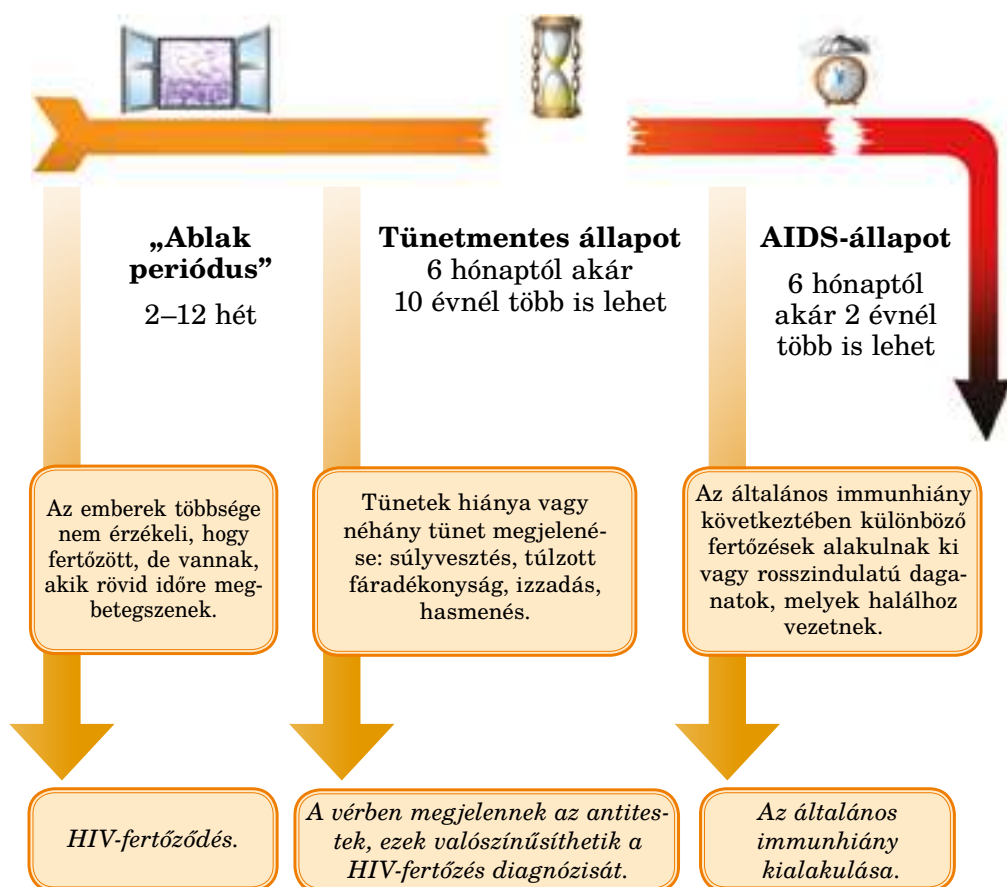 „Ablak
periódus”
2–12 hét
Tünetmentes állapot
6 hónaptól akár
10 évnél több is lehet
AIDS-állapot
6 hónaptól
akár 2 évnél
több is lehet
Az emberek többsége
nem érzékeli, hogy
fertőzött, de vannak,
akik rövid időre meg-
betegszenek.
Tünetek hiánya vagy
néhány tünet megjelené-
se: súlyvesztés, túlzott
fáradékonyság, izzadás,
hasmenés.
Az általános immunhiány
következtében különböző
fertőzések alakulnak ki
vagy rosszindulatú daga-
natok, melyek halálhoz
vezetnek.
HIV-fertőződés.
A vérben megjelennek az antites-
tek, ezek valószínűsíthetik a
HIV-fertőzés diagnózisát.
Az általános
immunhiány
kialakulása.